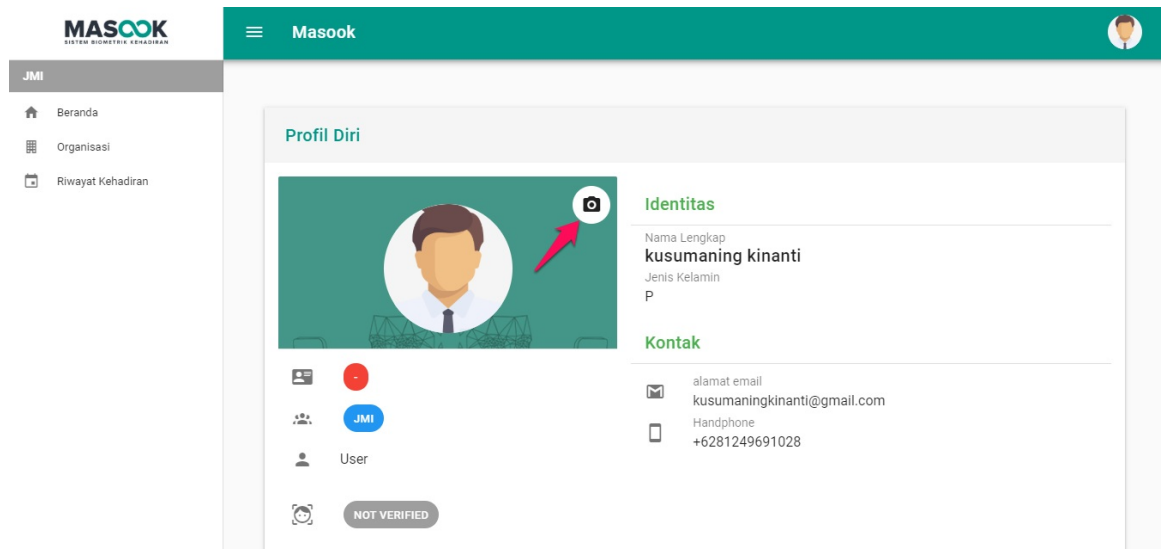 MASOOK
SISTEM BIOMETRIK KEHADIRAN
Masook
JMI
Beranda
Organisasi
Riwayat Kehadiran
Profil Diri
Identitas
Nama Lengkap
kusumaning kinanti
Jenis Kelamin
P
Kontak
alamat email
kusumaningkinanti@gmail.com
Handphone
+6281249691028
-
JMI
User
NOT VERIFIED